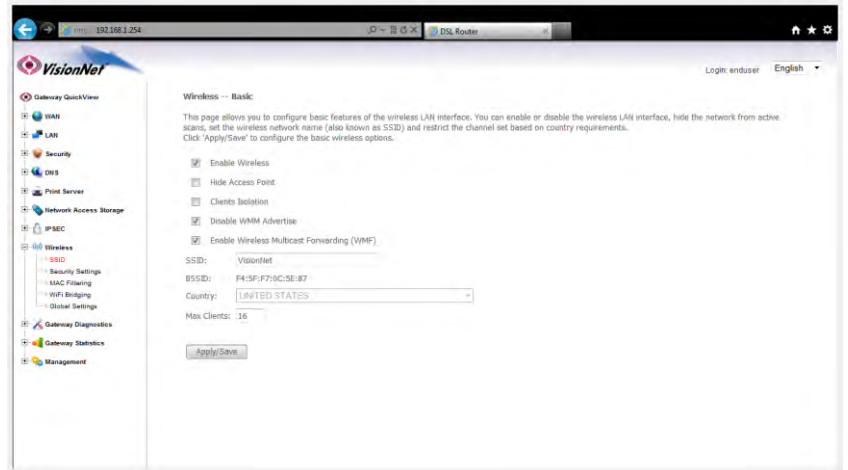 192.168.1.254
DSL Router
VisionNet
Login: enduser
English
Gateway QuickView
WAN
LAN
Security
DNS
Print Server
Network Access Storage
IPSEC
Wireless
SSID
Security Settings
MAC Filtering
WiFi Bridging
Global Settings
Gateway Diagnostics
Gateway Statistics
Management
Wireless -- Basic
This page allows you to configure basic features of the wireless LAN interface. You can enable or disable the wireless LAN interface, hide the network from active
scans, set the wireless network name (also known as SSID) and restrict the channel set based on country requirements.
Click 'Apply/Save' to configure the basic wireless options.
Enable Wireless
Hide Access Point
Clients Isolation
Disable WMM Advertise
Enable Wireless Multicast Forwarding (WMF)
SSID: VisionNet
BSSID: F4:5F:F7:0C:5E:87
Country: UNITED STATES
Max Clients: 16
Apply/Save